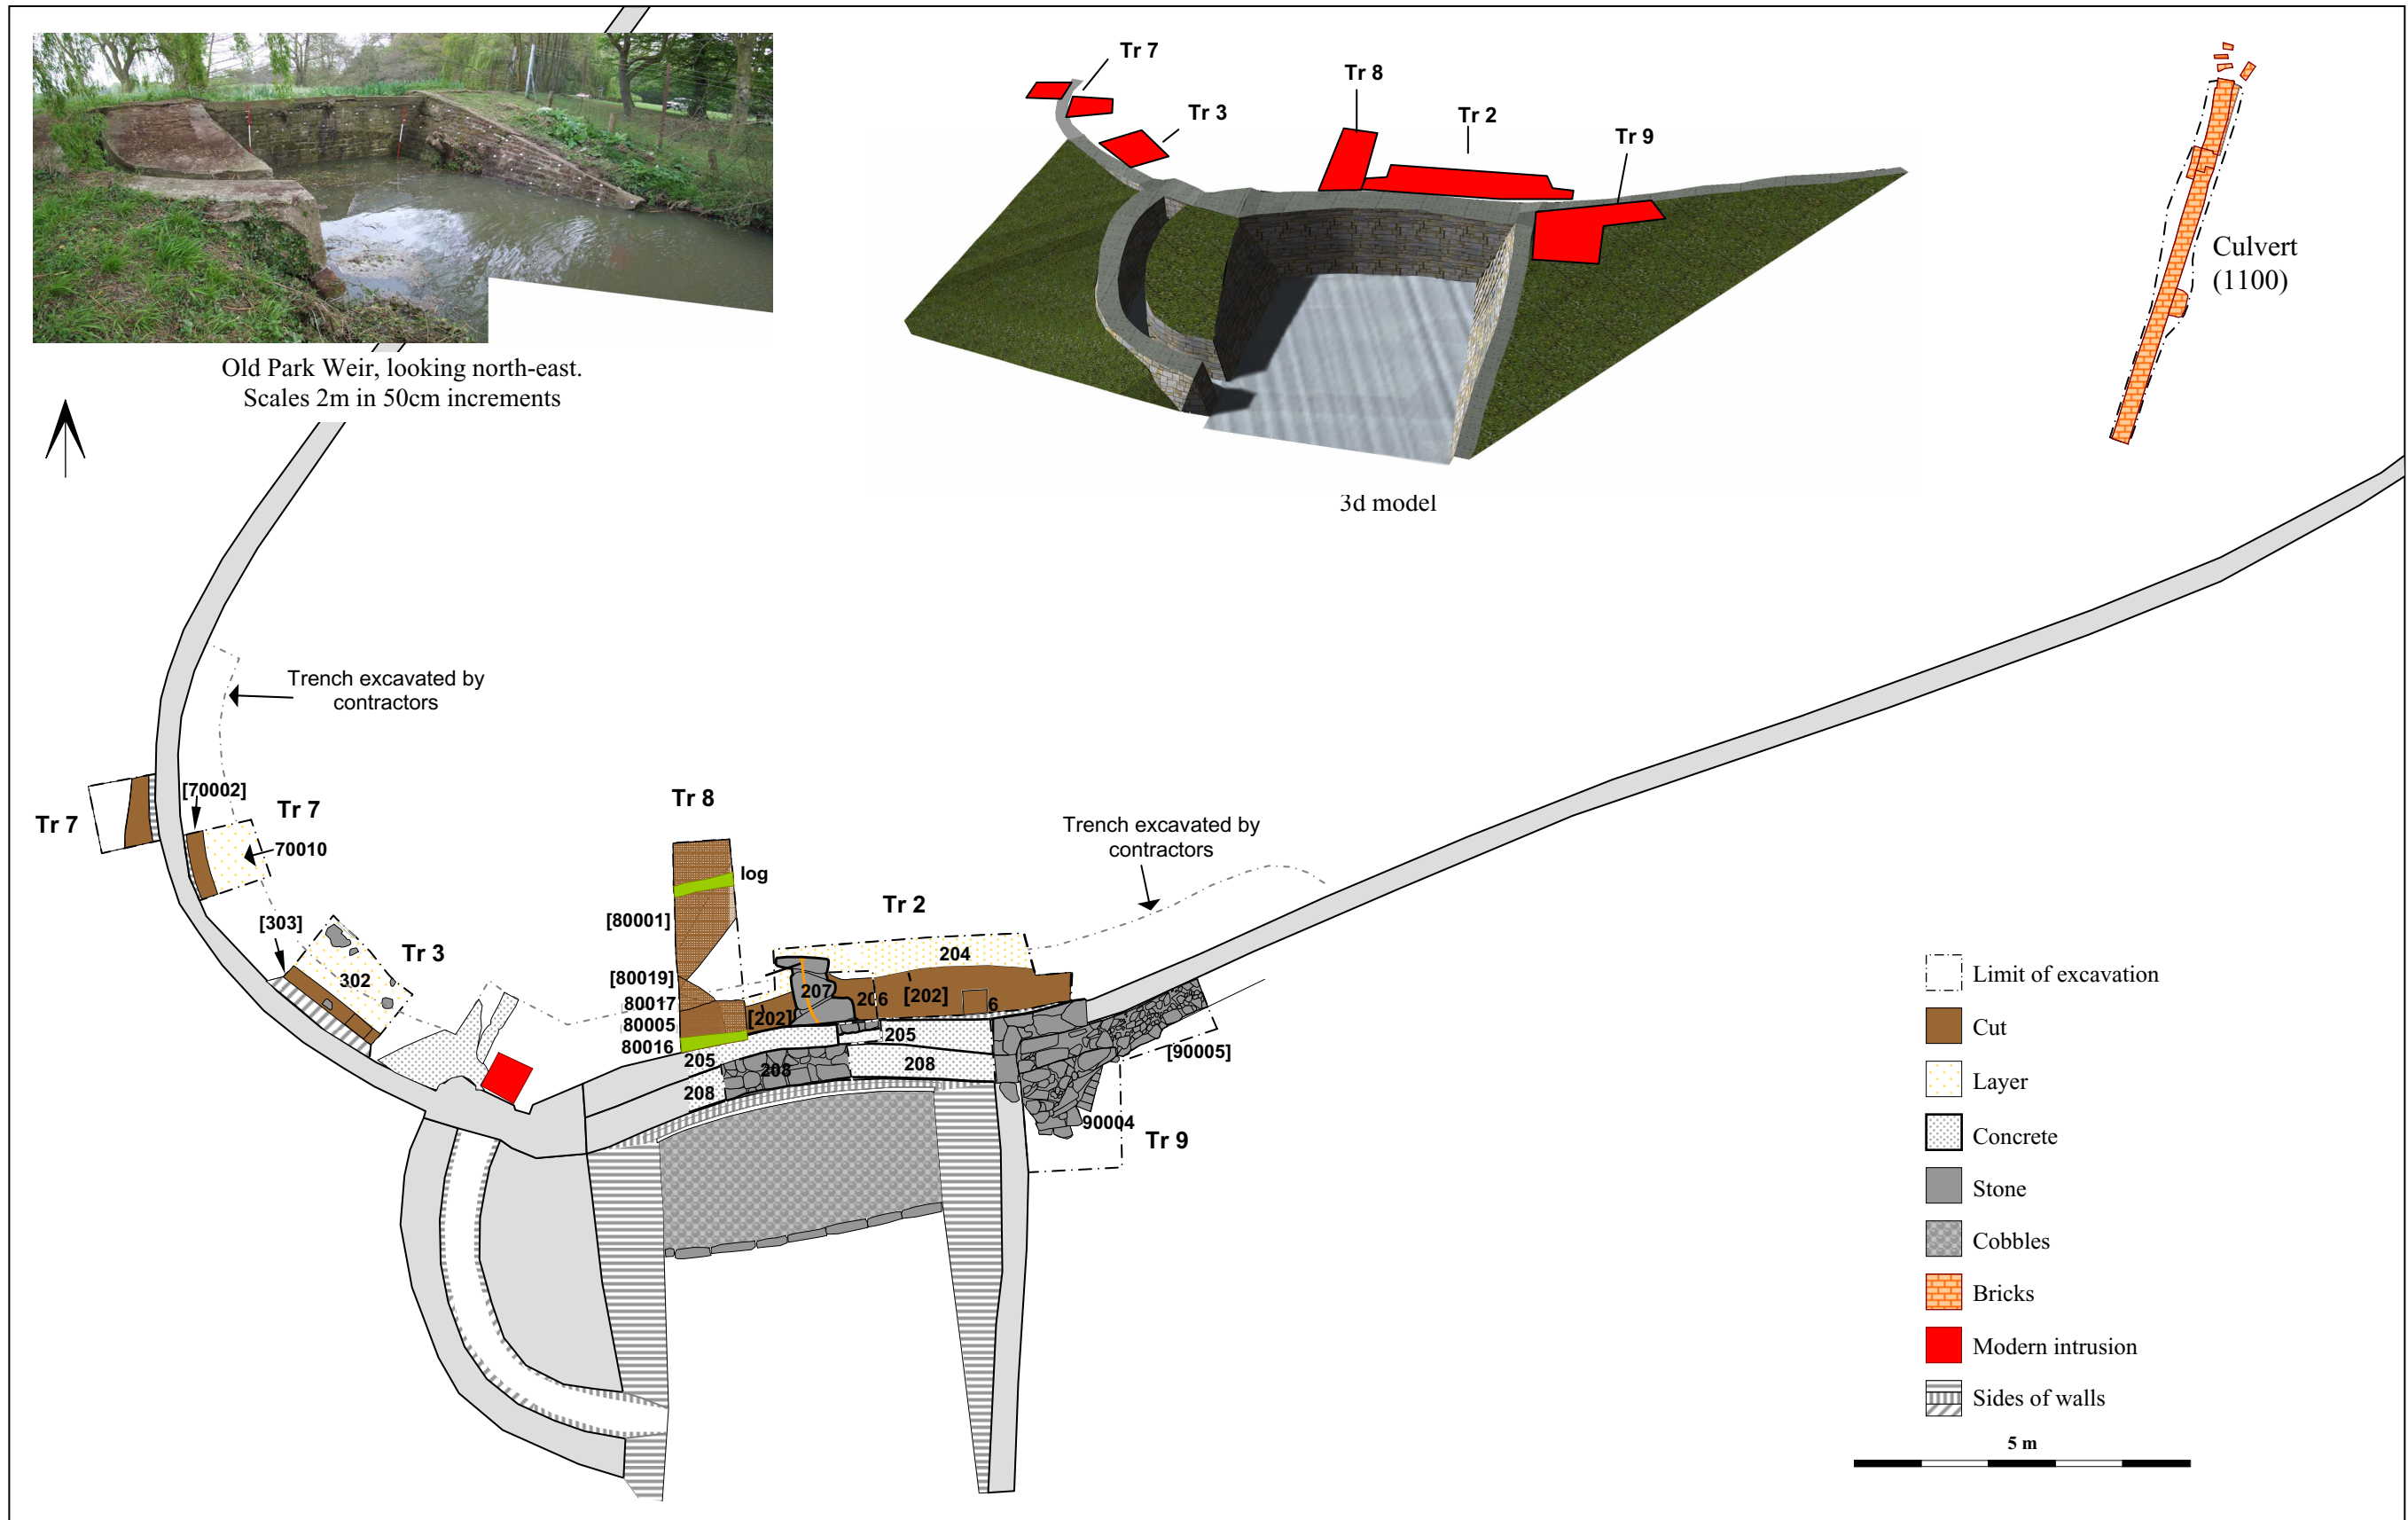 Tr 7
Tr 8
Tr 3
Tr 2
Tr 9
Culvert
(1100)
Old Park Weir, looking north-east.
Scales 2m in 50cm increments
3d model
Trench excavated by
contractors
[70002]
Tr 7
Tr 7
70010
[303]
Tr 3
302
Tr 8
log
[80001]
[80019]
80017
80005
80016
Trench excavated by
contractors
Tr 2
204
207
206
[202]
6
[202]
205
205
208
208
208
[90005]
90004
Tr 9
Limit of excavation
Cut
Layer
Concrete
Stone
Cobbles
Bricks
Modern intrusion
Sides of walls
5 m